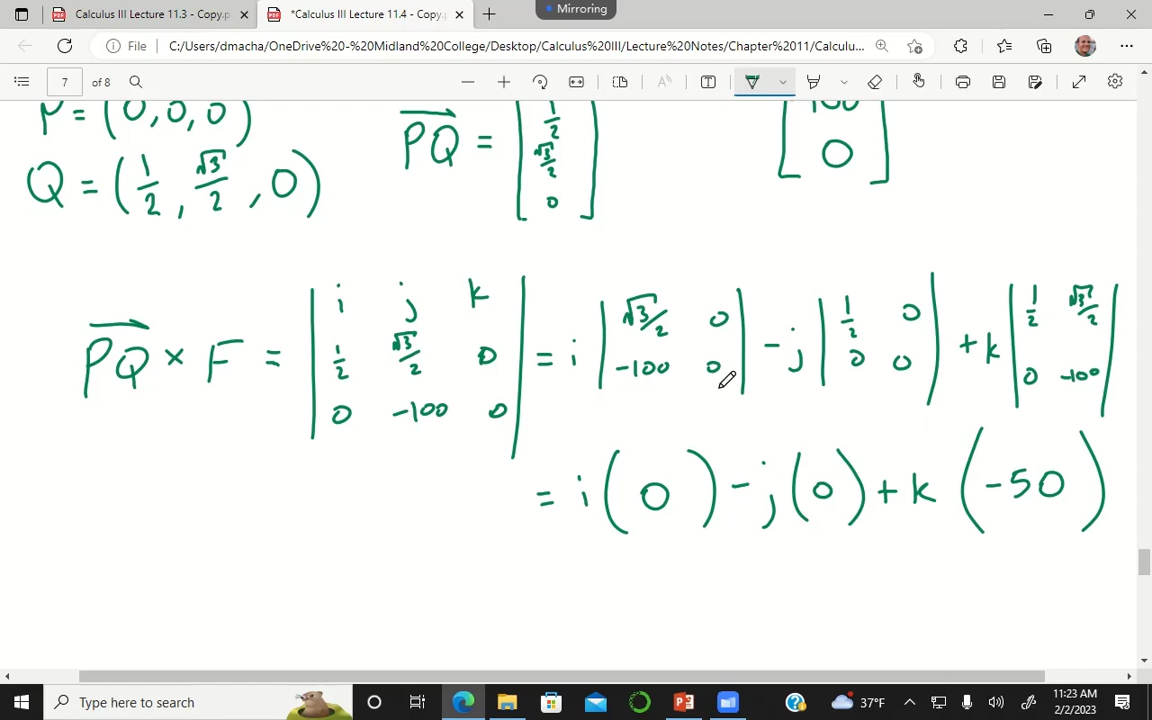 Mirroring
Calculus III Lecture 11.3 - Copy.p
*Calculus III Lecture 11.4 - Copy.p
File
C:/Users/dmacha/OneDrive%20-%20Midland%20College/Desktop/Calculus%20III/Lecture%20Notes/Chapter%2011/Calculu...
7 of 8
P = (0, 0, 0)
Q = (1/2, √3/2, 0)
PQ = [1/2 √3/2 0]
100
0
PQ × F = | i j k | = i | √3/2 0 | - j | 1/2 0 | + k | 1/2 √3/2 |
| 1/2 √3/2 0 | | -100 0 | | 0 0 | | 0 -100 |
| 0 -100 0 |
= i ( 0 ) - j ( 0 ) + k ( -50 )
Type here to search
37°F
11:23 AM
2/2/2023